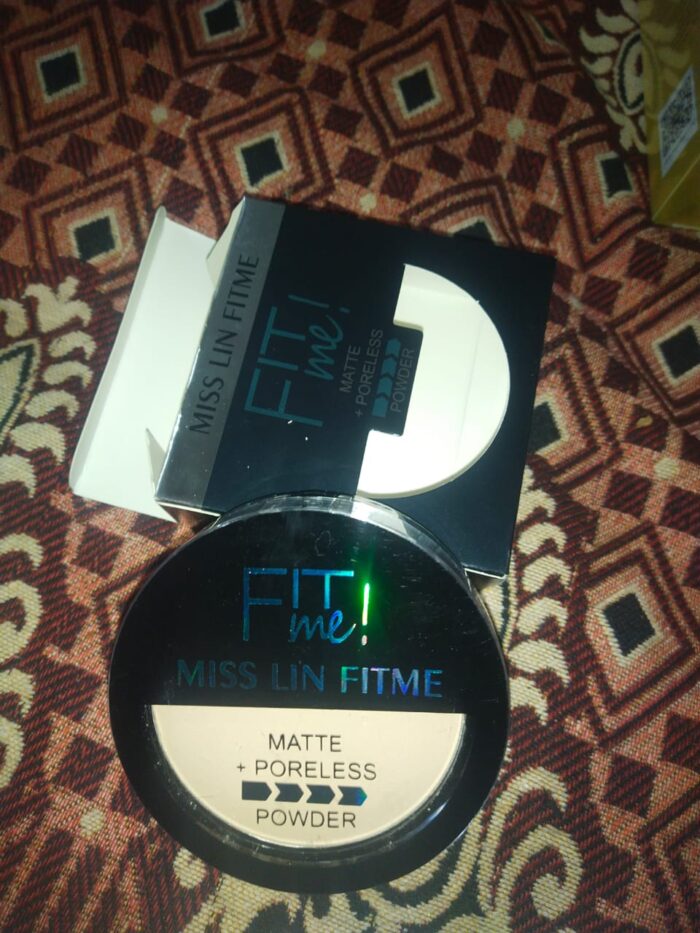 MISS LIN FITME
FIT
me!
MATTE
+ PORELESS
POWDER
FIT
me!
MISS LIN FITME
MATTE
+ PORELESS
POWDER